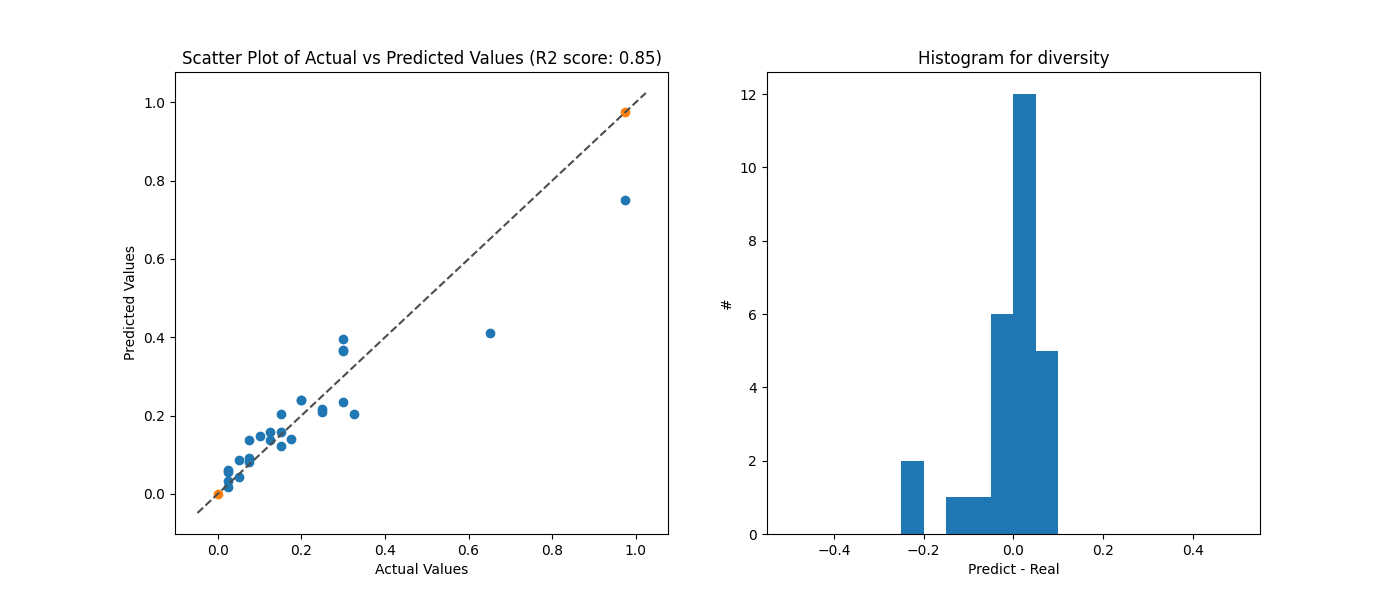 Scatter Plot of Actual vs Predicted Values (R2 score: 0.85)
1.0
0.8
0.6
0.4
0.2
0.0
Predicted Values
0.0 0.2 0.4 0.6 0.8 1.0
Actual Values
Histogram for diversity
12
10
8
6
4
2
0
#
−0.4 −0.2 0.0 0.2 0.4
Predict - Real